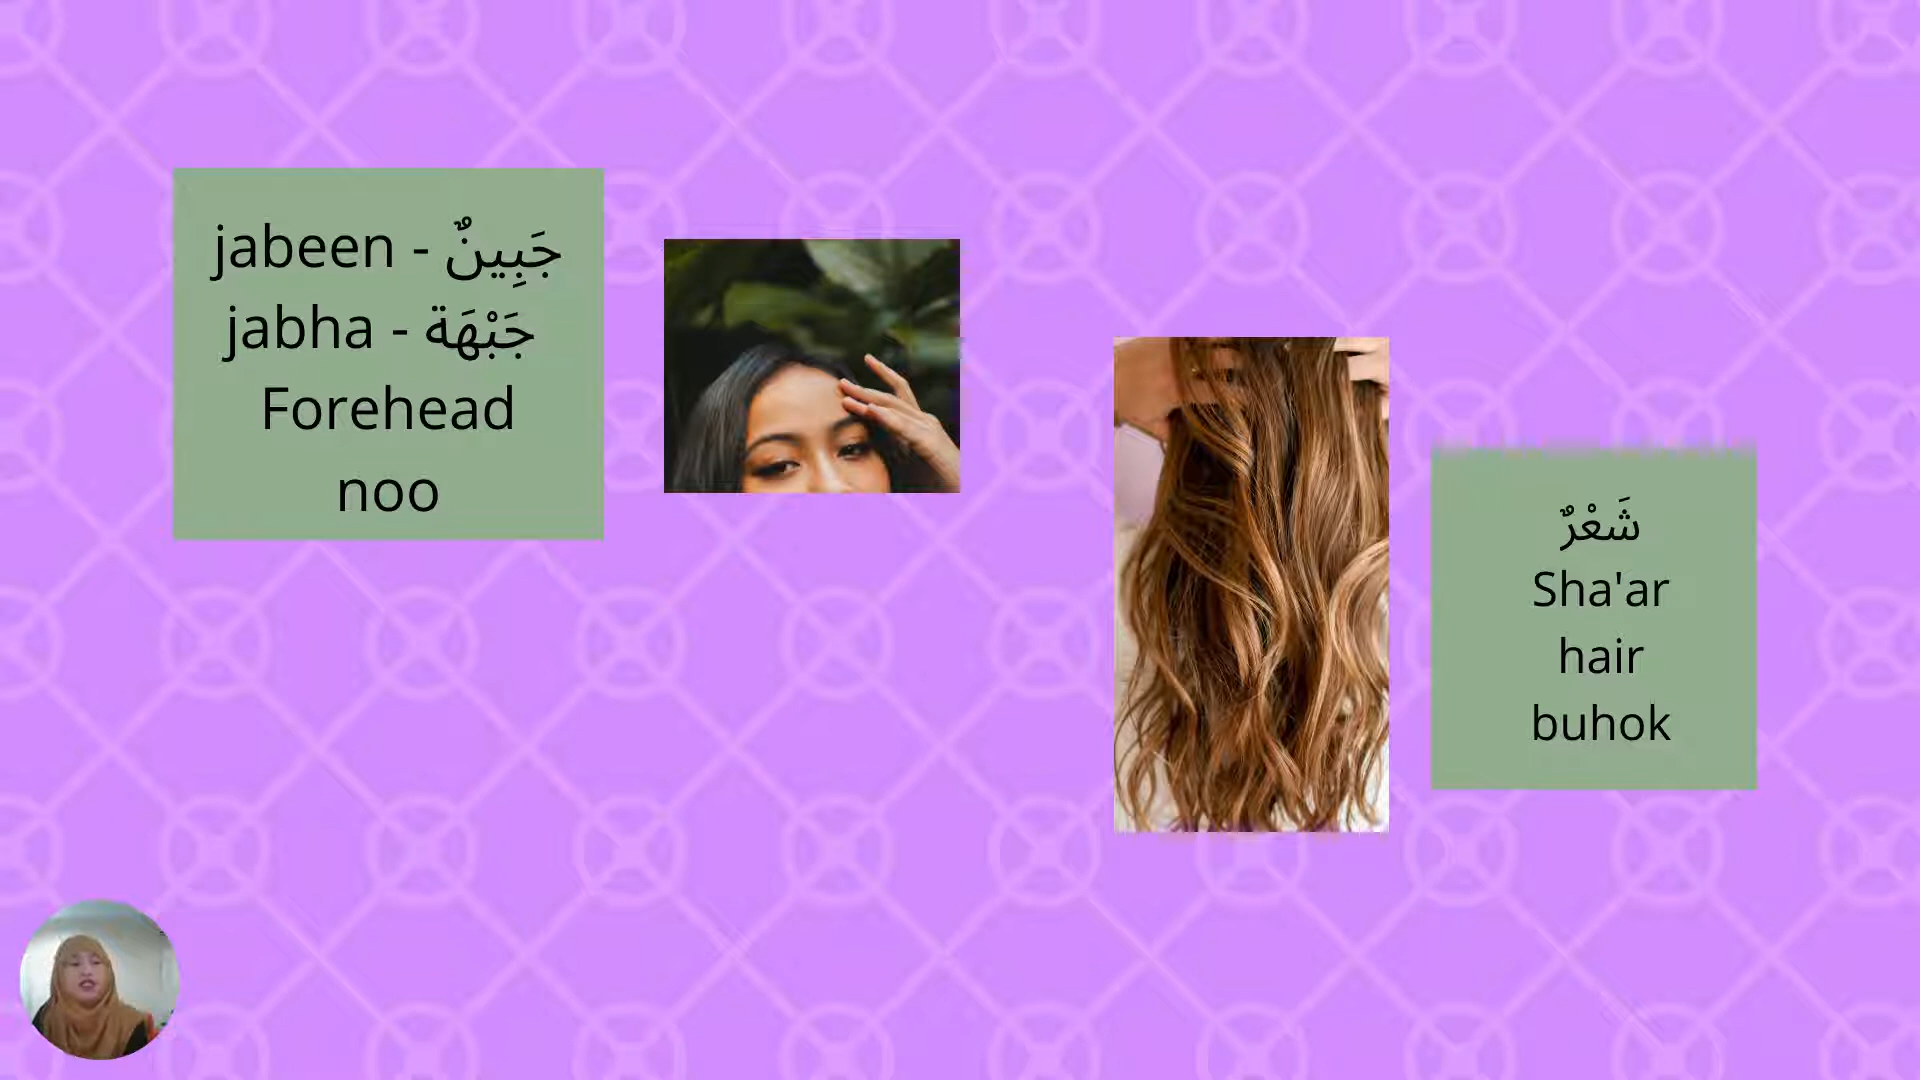 jabeen - جَبِينٌ
jabha - جَبْهَة
Forehead
noo
شَعْرٌ
Sha'ar
hair
buhok